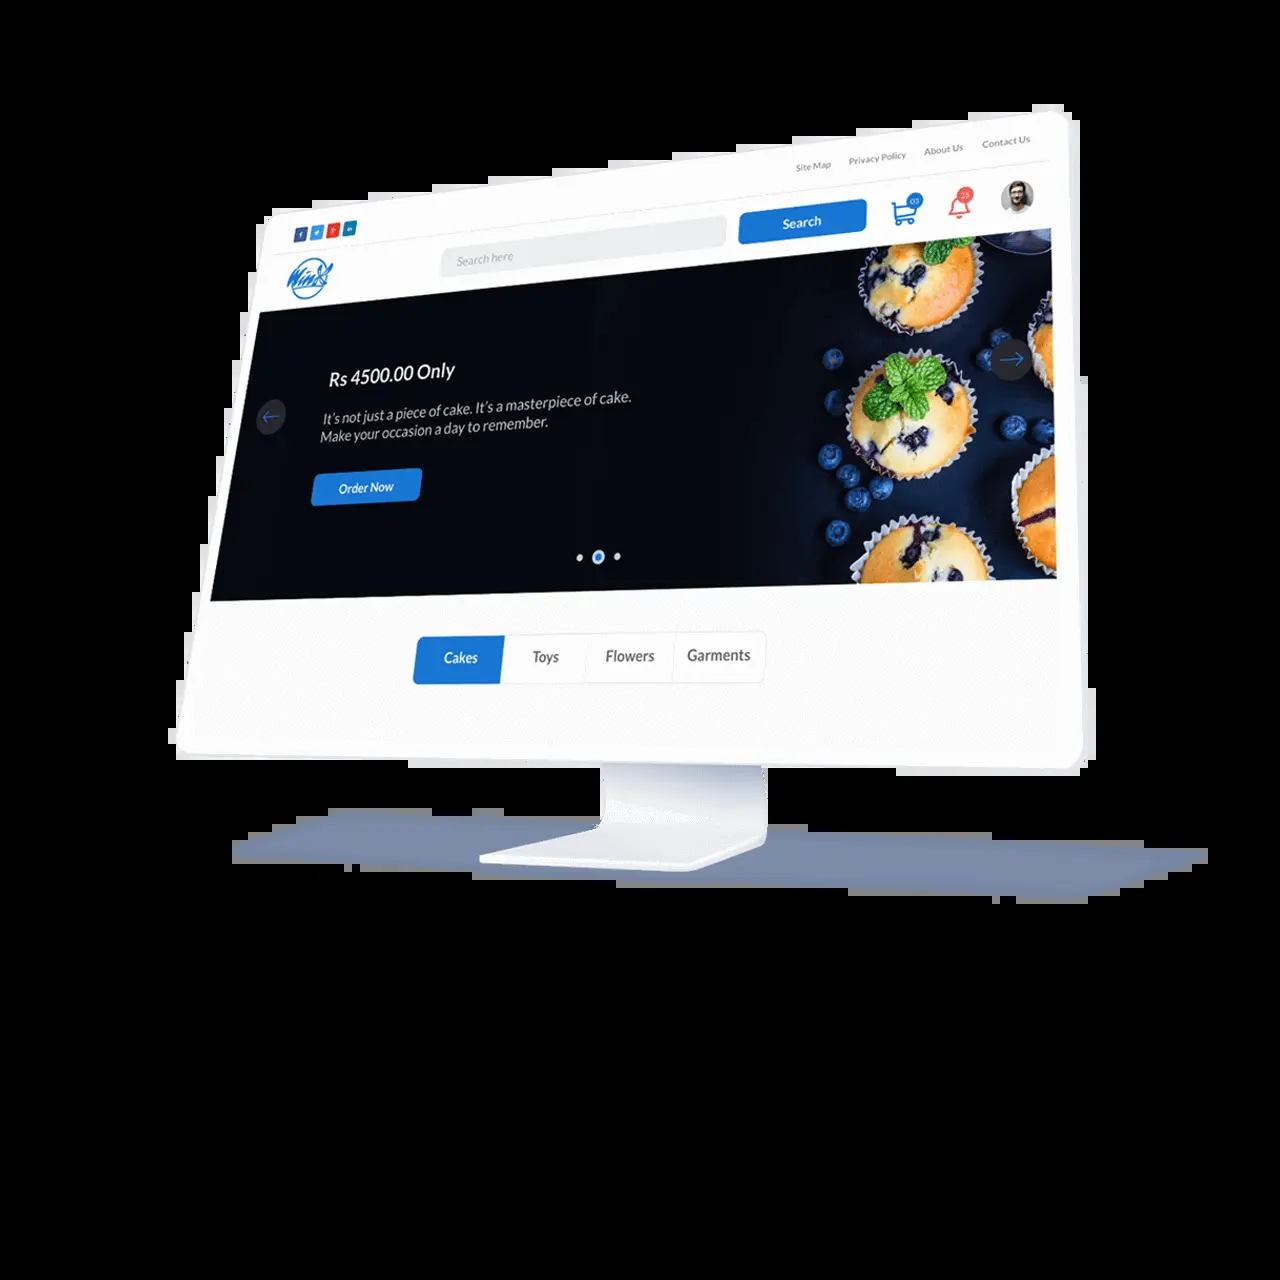 Site Map Privacy Policy About Us Contact Us
Win
Search here
Search
03
25
Rs 4500.00 Only
It's not just a piece of cake. It's a masterpiece of cake.
Make your occasion a day to remember.
Order Now
Cakes Toys Flowers Garments